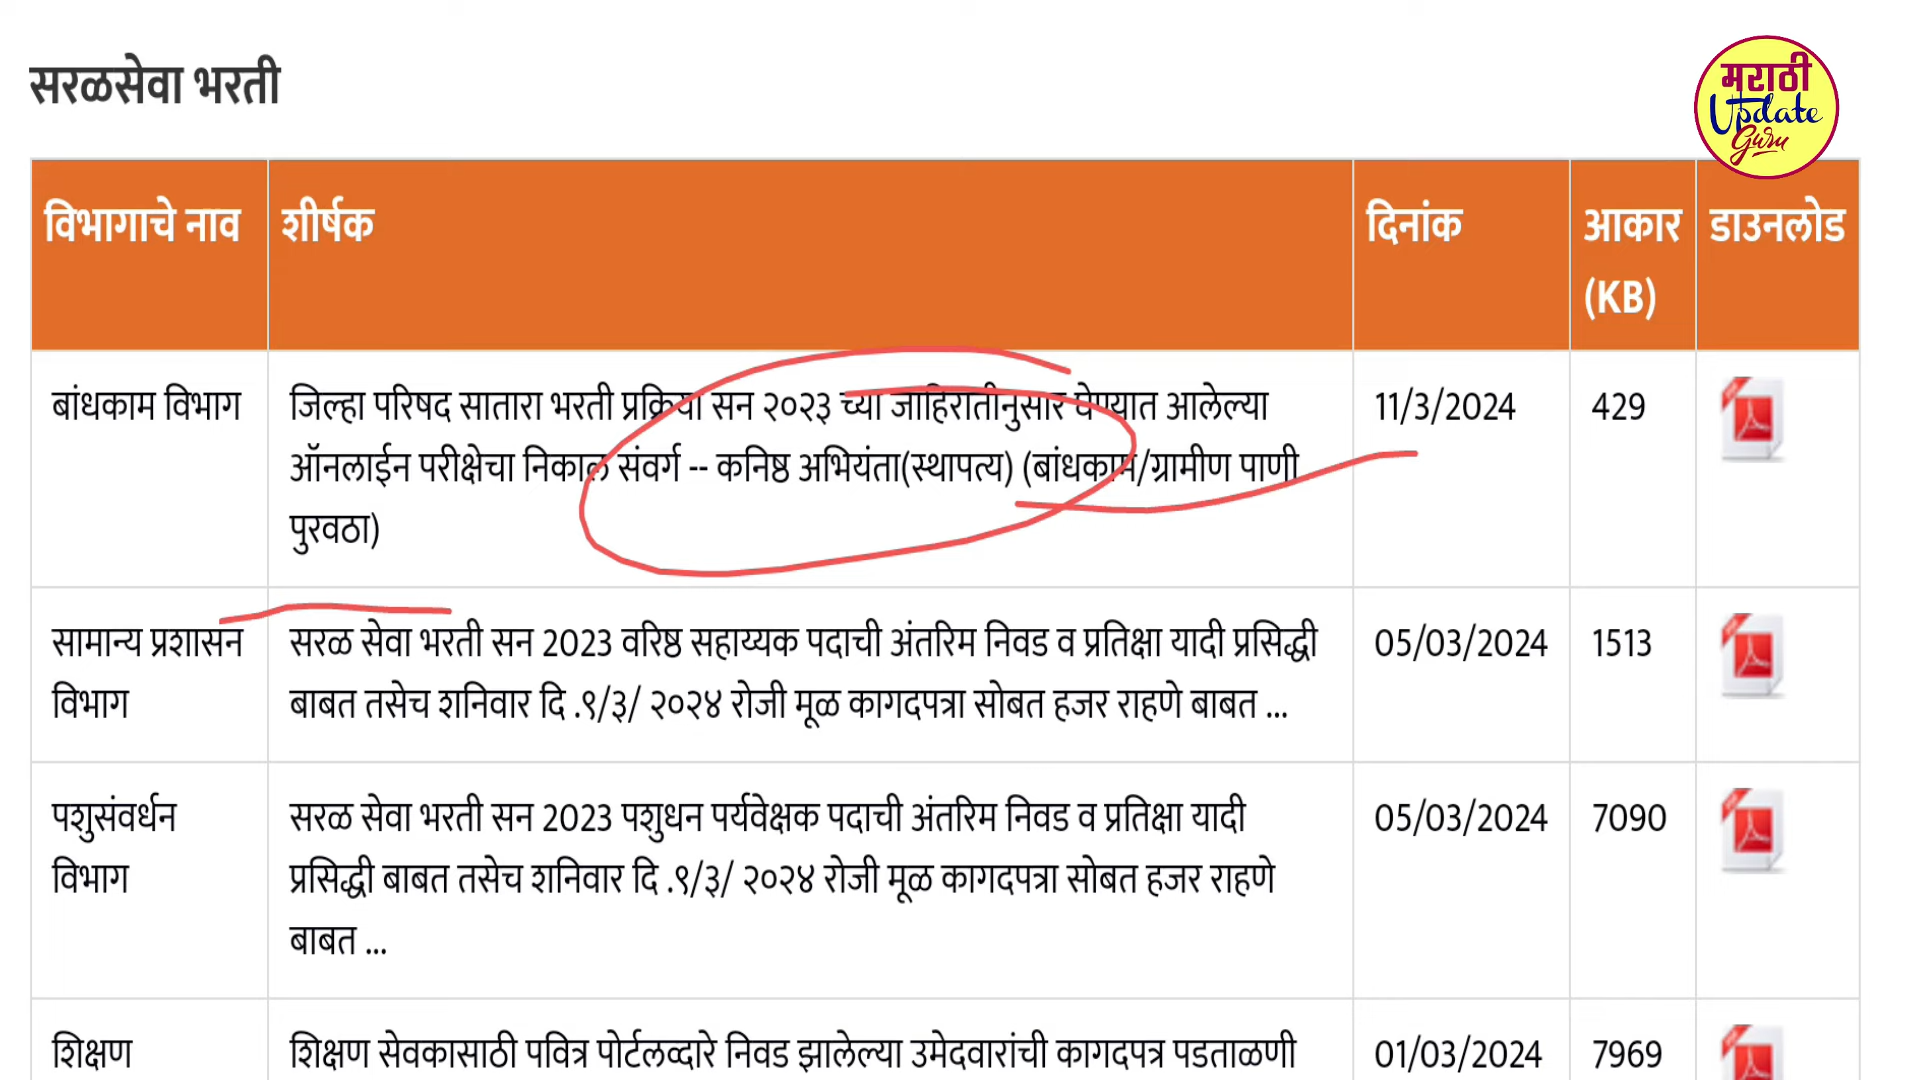 सरळसेवा भरती
मराठी
Update
Guru
विभागाचे नाव शीर्षक दिनांक आकार डाउनलोड
(KB)
बांधकाम विभाग जिल्हा परिषद सातारा भरती प्रक्रिया सन २०२३ च्या जाहिरातीनुसार घेण्यात आलेल्या 11/3/2024 429
ऑनलाईन परीक्षेचा निकाल संवर्ग -- कनिष्ठ अभियंता(स्थापत्य) (बांधकाम/ग्रामीण पाणी
पुरवठा)
सामान्य प्रशासन सरळ सेवा भरती सन 2023 वरिष्ठ सहाय्यक पदाची अंतरिम निवड व प्रतिक्षा यादी प्रसिद्धी 05/03/2024 1513
विभाग बाबत तसेच शनिवार दि .९/३/ २०२४ रोजी मूळ कागदपत्रा सोबत हजर राहणे बाबत ...
पशुसंवर्धन सरळ सेवा भरती सन 2023 पशुधन पर्यवेक्षक पदाची अंतरिम निवड व प्रतिक्षा यादी 05/03/2024 7090
विभाग प्रसिद्धी बाबत तसेच शनिवार दि .९/३/ २०२४ रोजी मूळ कागदपत्रा सोबत हजर राहणे
बाबत ...
शिक्षण शिक्षण सेवकासाठी पवित्र पोर्टलव्दारे निवड झालेल्या उमेदवारांची कागदपत्र पडताळणी 01/03/2024 7969